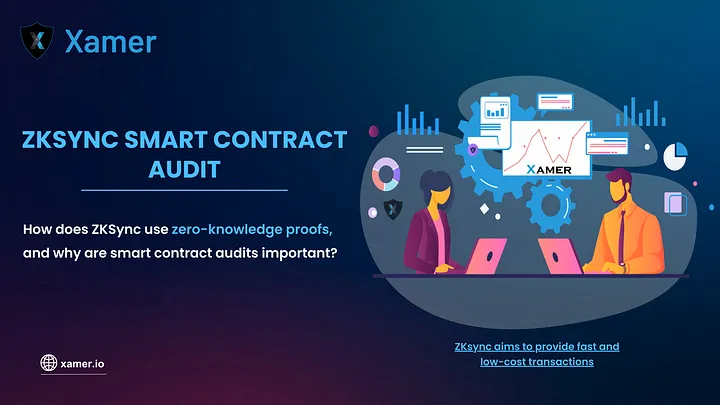 Xamer
ZKSYNC SMART CONTRACT
AUDIT
How does ZKSync use zero-knowledge proofs,
and why are smart contract audits important?
xamer.io
XAMER
ZKsync aims to provide fast and
low-cost transactions